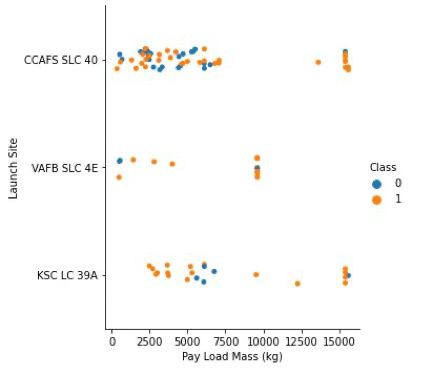 CCAFS SLC 40
VAFB SLC 4E
KSC LC 39A
Launch Site
Class
0
1
0 2500 5000 7500 10000 12500 15000
Pay Load Mass (kg)